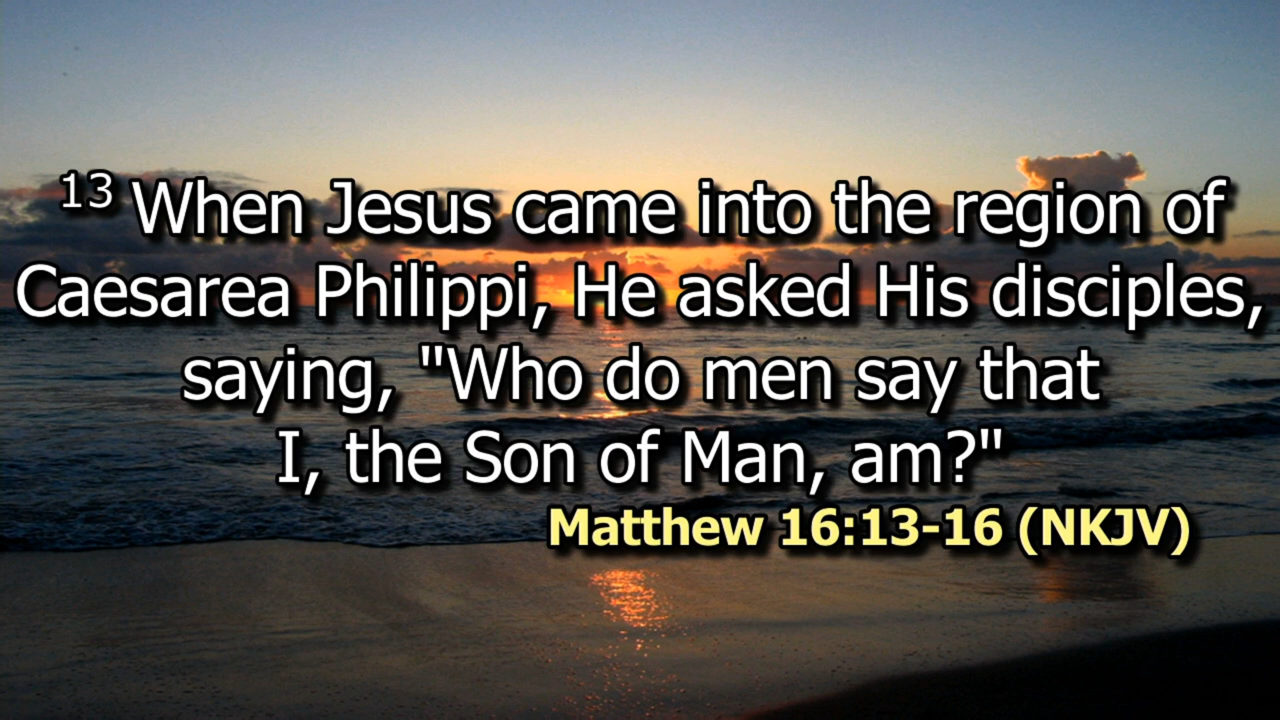 13 When Jesus came into the region of
Caesarea Philippi, He asked His disciples,
saying, "Who do men say that
I, the Son of Man, am?"
Matthew 16:13-16 (NKJV)